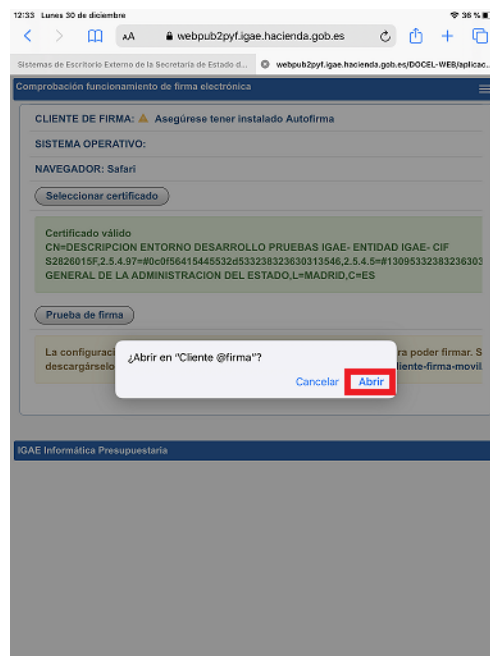 12:33 Lunes 30 de diciembre 36 %
AA webpub2pyf.igae.hacienda.gob.es
Sistemas de Escritorio Externo de la Secretaría de Estado d... webpub2pyf.igae.hacienda.gob.es/DOCEL-WEB/aplicac...
Comprobación funcionamiento de firma electrónica
CLIENTE DE FIRMA: Asegúrese tener instalado Autofirma
SISTEMA OPERATIVO:
NAVEGADOR: Safari
Seleccionar certificado
Certificado válido
CN=DESCRIPCION ENTORNO DESARROLLO PRUEBAS IGAE- ENTIDAD IGAE- CIF
S2826015F,2.5.4.97=#0c0f56415445532d533238323630313546,2.5.4.5=#13095332383236303
GENERAL DE LA ADMINISTRACION DEL ESTADO,L=MADRID,C=ES
Prueba de firma
La configuraci ra poder firmar. S
descargárselo liente-firma-movil
¿Abrir en "Cliente @firma"?
Cancelar Abrir
IGAE Informática Presupuestaria